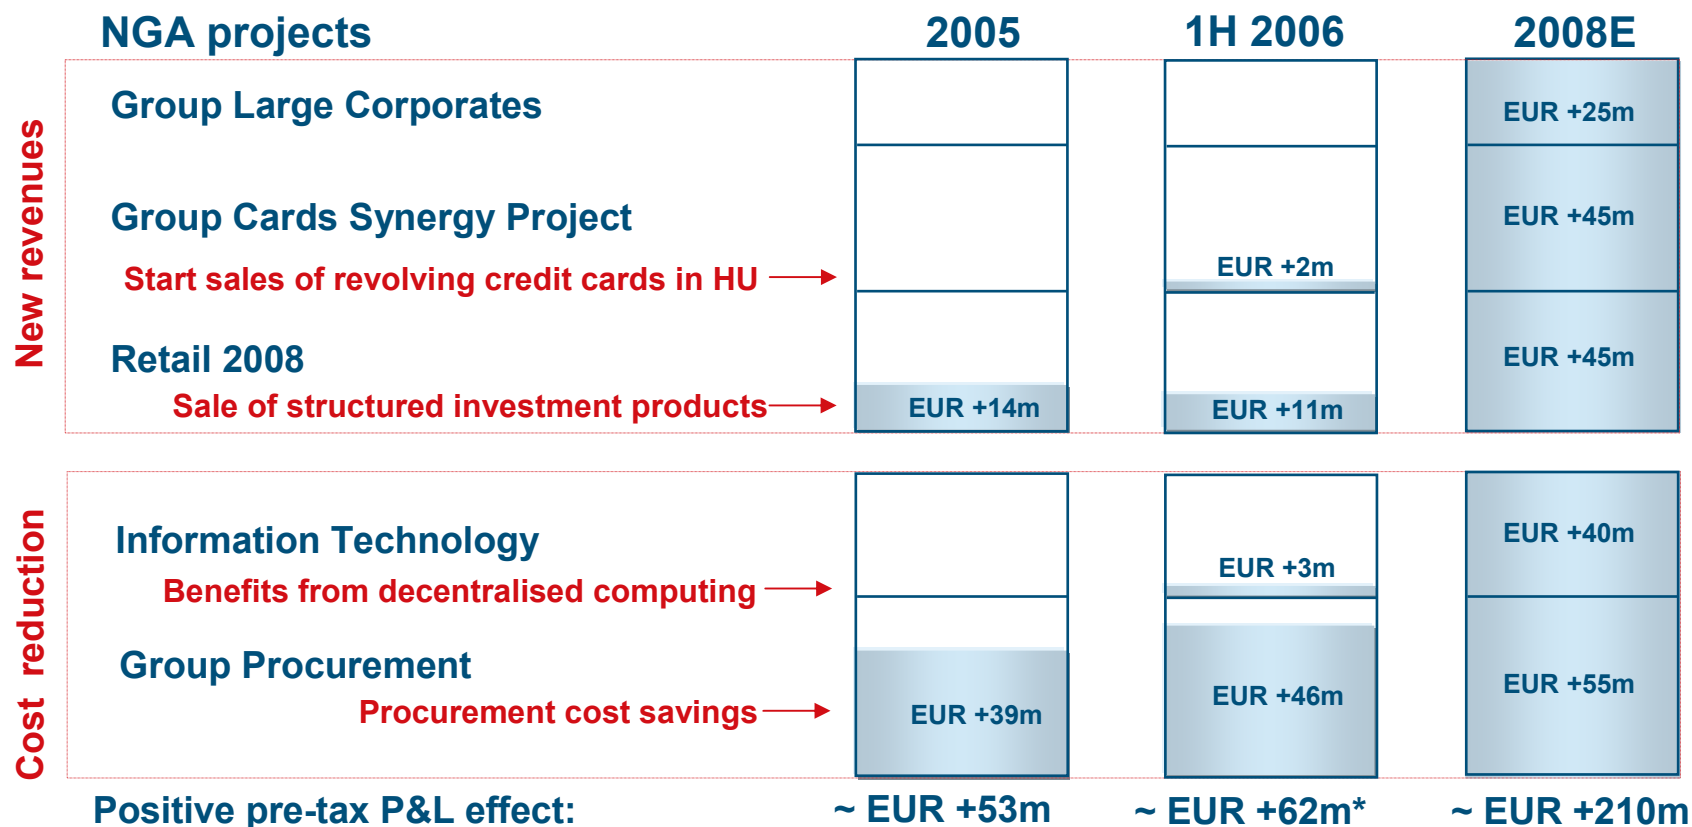 NGA projects 2005 1H 2006 2008E
New revenues
Group Large Corporates EUR +25m
Group Cards Synergy Project EUR +45m
Start sales of revolving credit cards in HU EUR +2m
Retail 2008 EUR +45m
Sale of structured investment products EUR +14m EUR +11m
Cost reduction
Information Technology EUR +40m
Benefits from decentralised computing EUR +3m
Group Procurement EUR +55m
Procurement cost savings EUR +39m EUR +46m
Positive pre-tax P&L effect: ~ EUR +53m ~ EUR +62m* ~ EUR +210m